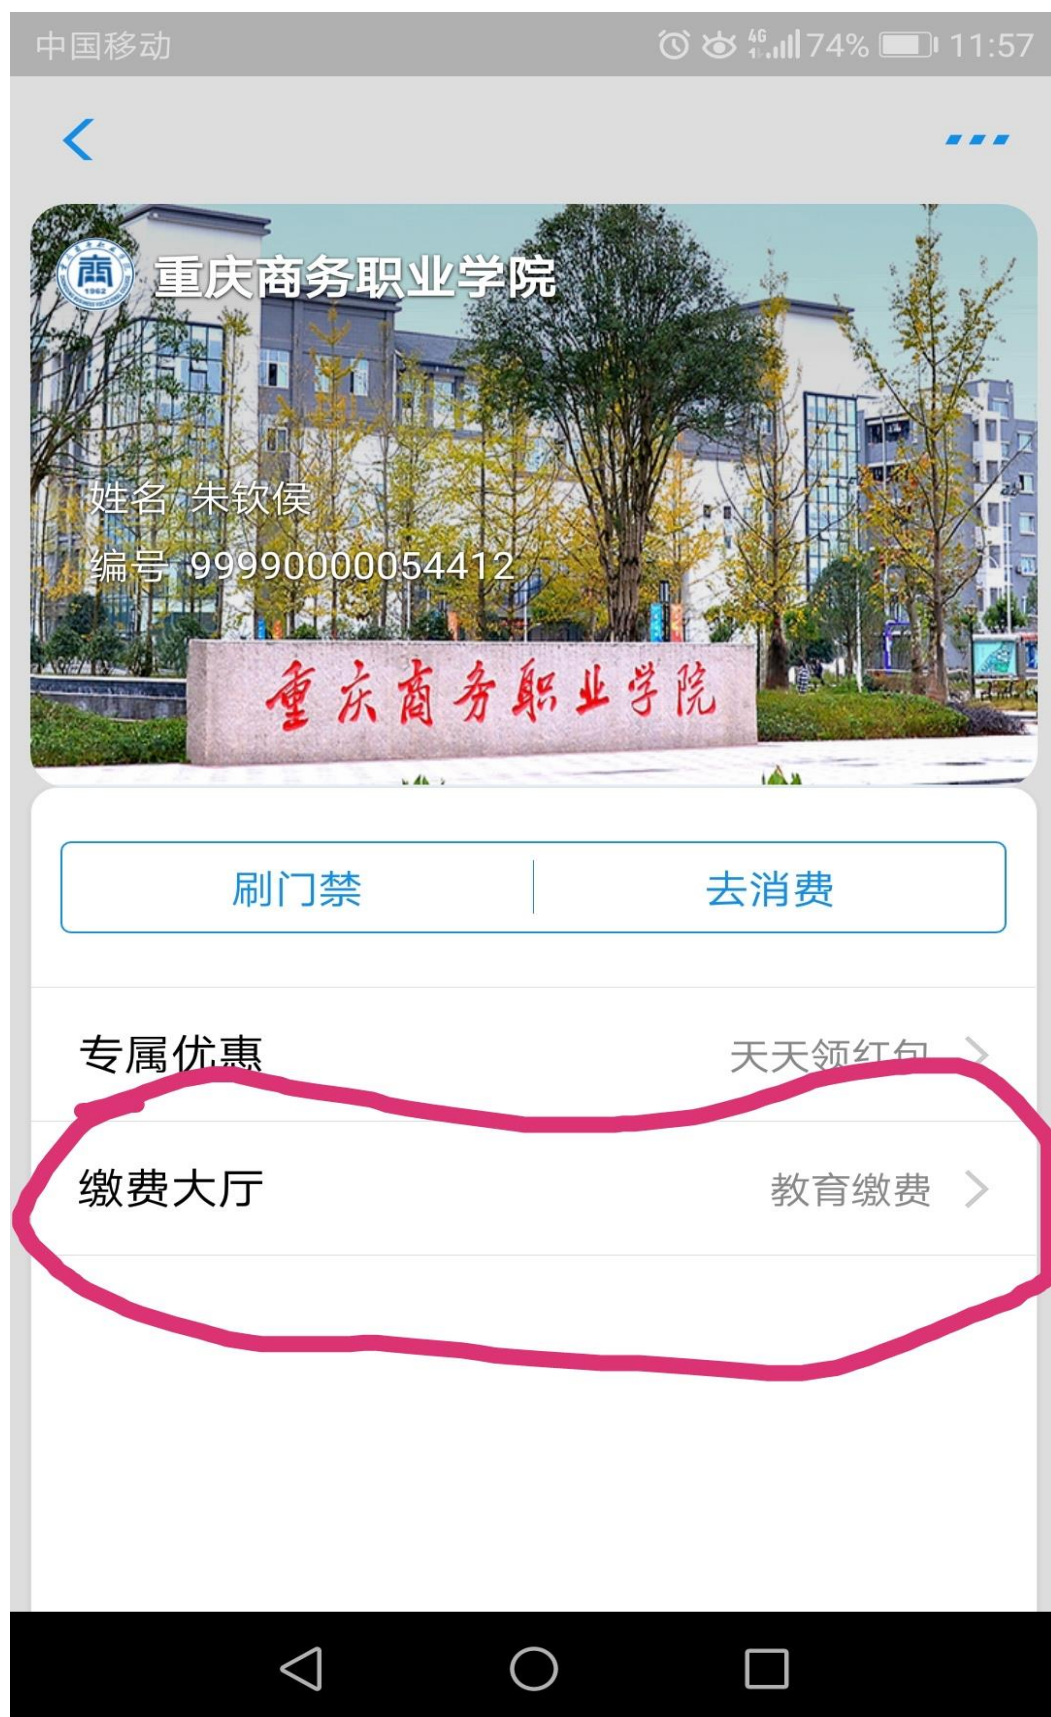 中国移动 4G 74% 11:57
重庆商务职业学院
商
1962
姓名 朱钦侯
编号 99990000054412
重庆商务职业学院
刷门禁 去消费
专属优惠 天天领红包
缴费大厅 教育缴费